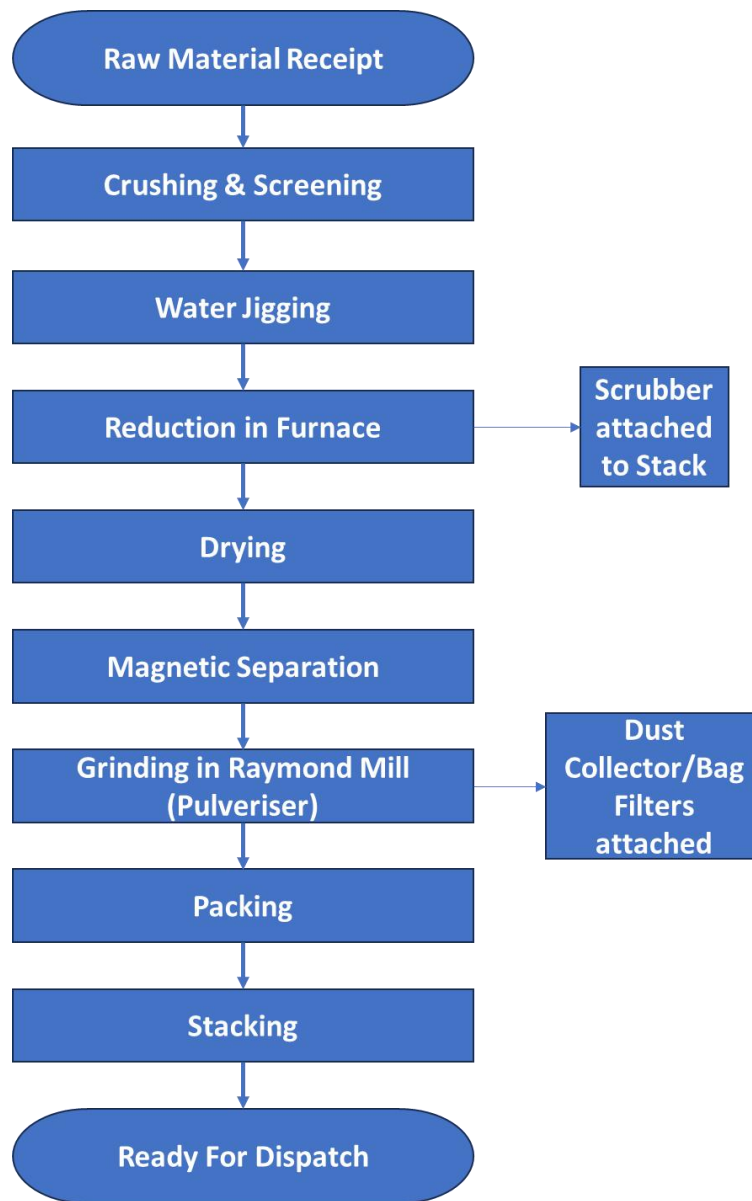 Raw Material Receipt
Crushing & Screening
Water Jigging
Reduction in Furnace
Scrubber
attached
to Stack
Drying
Magnetic Separation
Grinding in Raymond Mill
(Pulveriser)
Dust
Collector/Bag
Filters
attached
Packing
Stacking
Ready For Dispatch